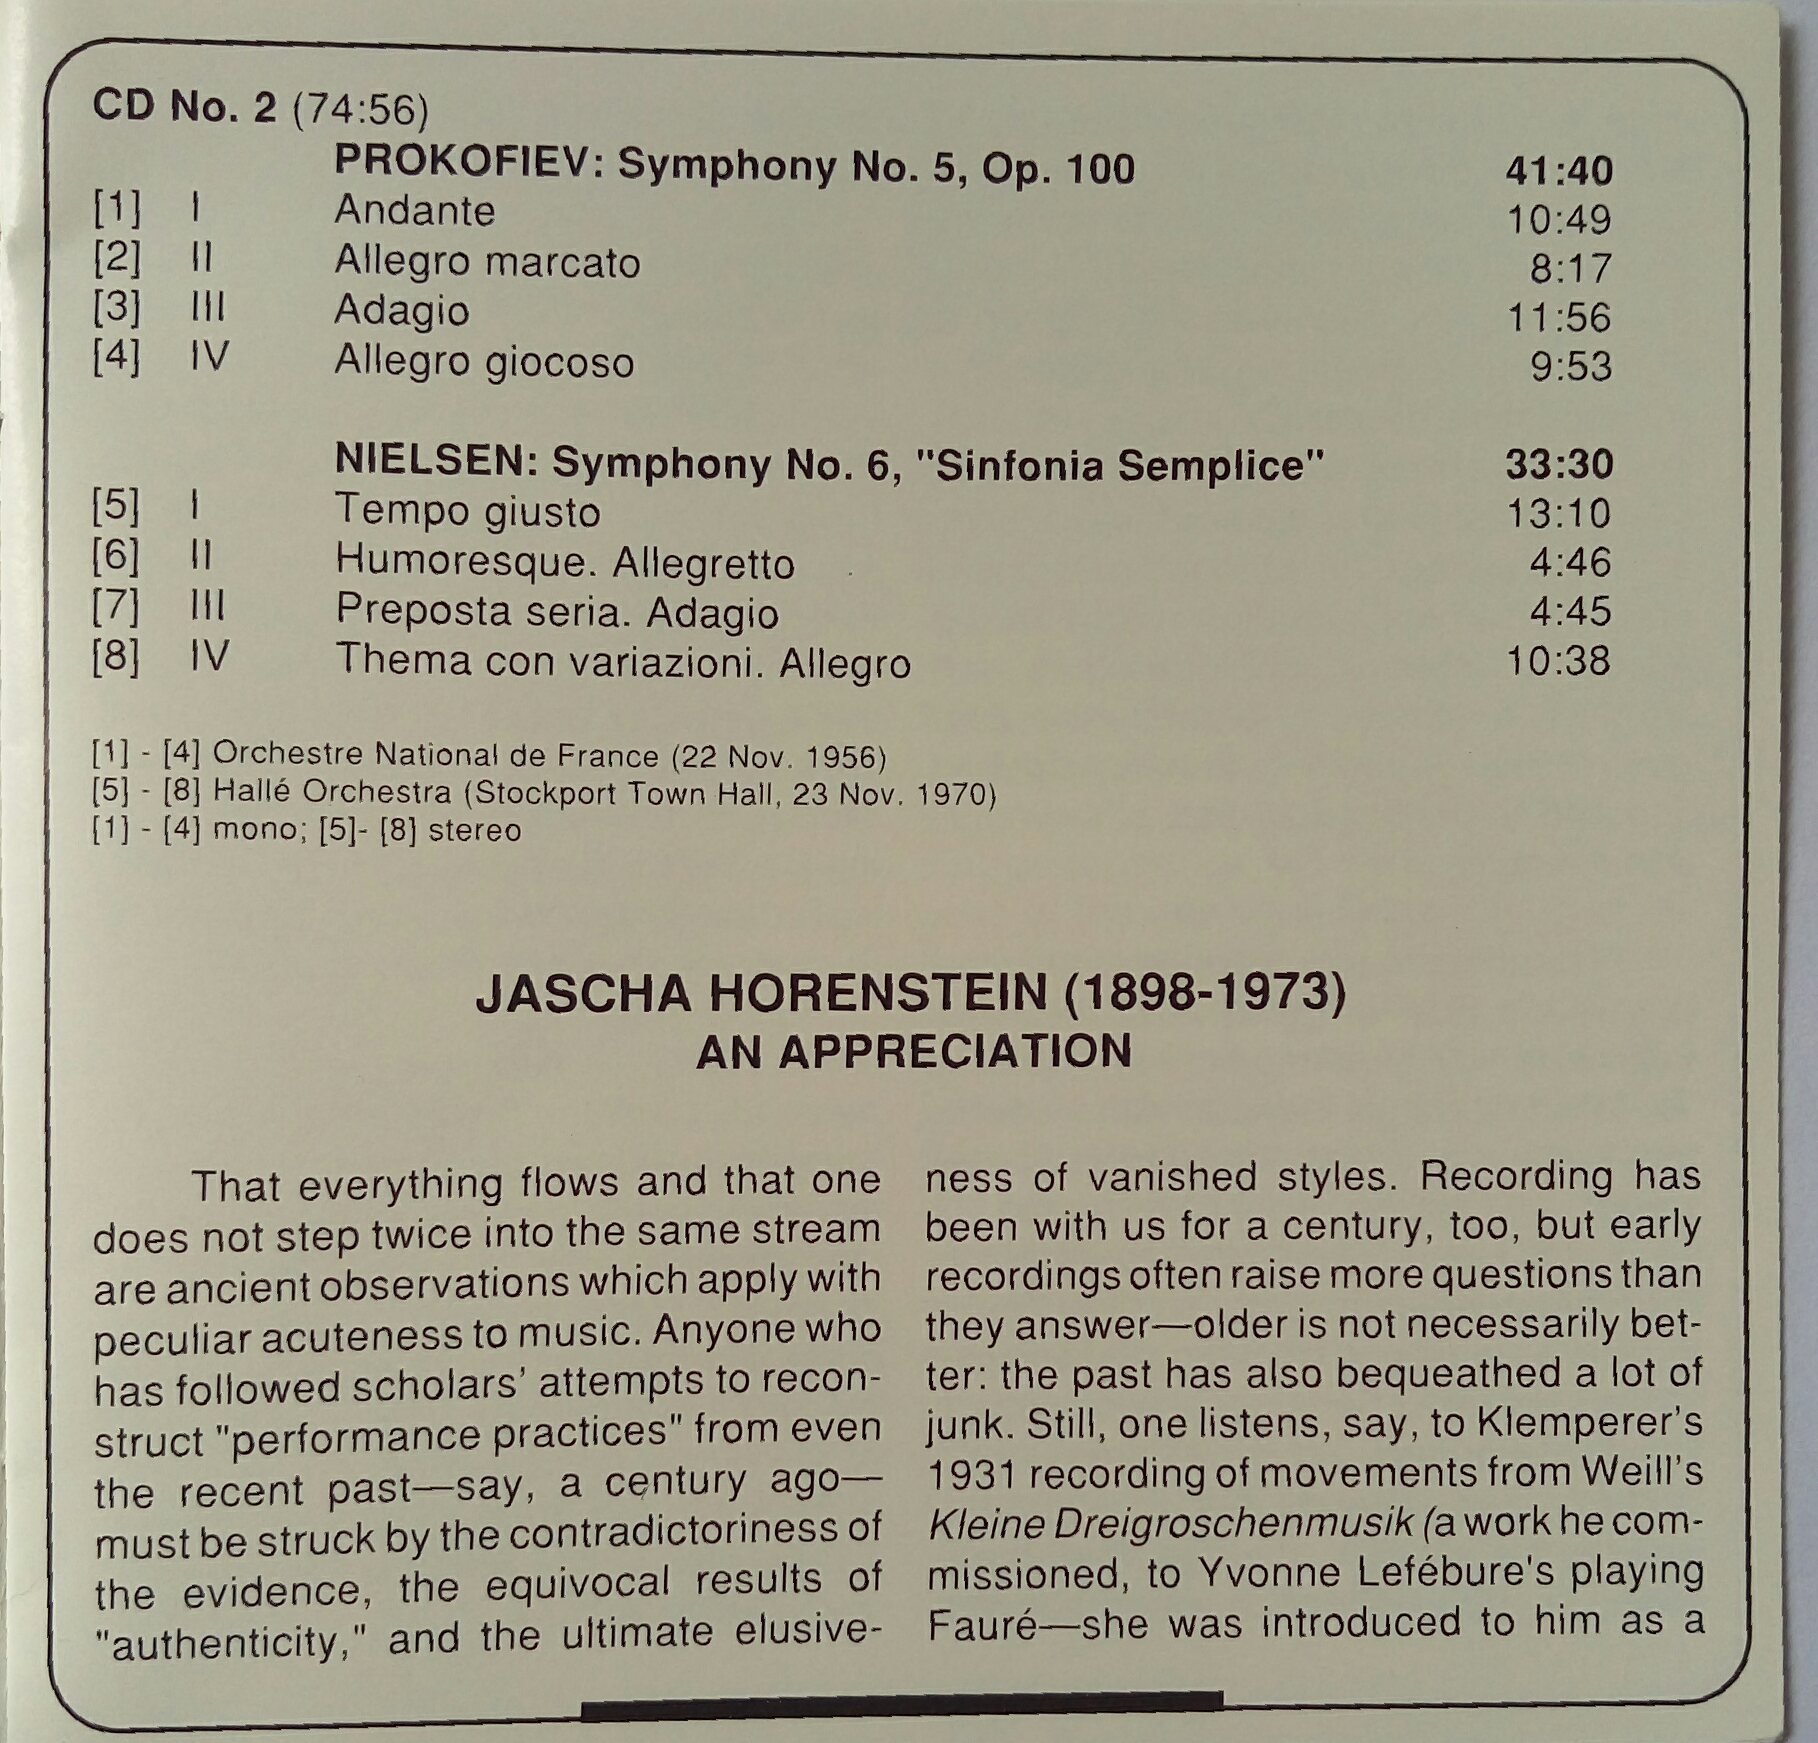 CD No. 2 (74:56)
PROKOFIEV: Symphony No. 5, Op. 100 41:40
[1] I Andante 10:49
[2] II Allegro marcato 8:17
[3] III Adagio 11:56
[4] IV Allegro giocoso 9:53
NIELSEN: Symphony No. 6, "Sinfonia Semplice" 33:30
[5] I Tempo giusto 13:10
[6] II Humoresque. Allegretto 4:46
[7] III Preposta seria. Adagio 4:45
[8] IV Thema con variazioni. Allegro 10:38
[1] - [4] Orchestre National de France (22 Nov. 1956)
[5] - [8] Hallé Orchestra (Stockport Town Hall, 23 Nov. 1970)
[1] - [4] mono; [5]- [8] stereo
JASCHA HORENSTEIN (1898-1973)
AN APPRECIATION
That everything flows and that one
does not step twice into the same stream
are ancient observations which apply with
peculiar acuteness to music. Anyone who
has followed scholars' attempts to recon-
struct "performance practices" from even
the recent past—say, a century ago—
must be struck by the contradictoriness of
the evidence, the equivocal results of
"authenticity," and the ultimate elusive-
ness of vanished styles. Recording has
been with us for a century, too, but early
recordings often raise more questions than
they answer—older is not necessarily bet-
ter: the past has also bequeathed a lot of
junk. Still, one listens, say, to Klemperer's
1931 recording of movements from Weill's
Kleine Dreigroschenmusik (a work he com-
missioned, to Yvonne Lefébure's playing
Fauré—she was introduced to him as a